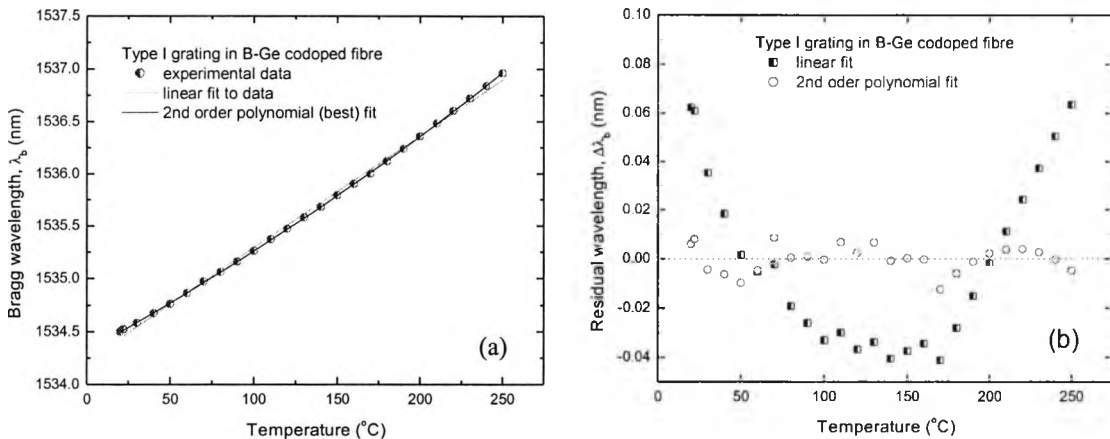 1537.5
1537.0
1536.5
1536.0
1535.5
1535.0
1534.5
1534.0
Bragg wavelength, λb (nm)
Type I grating in B-Ge codoped fibre
experimental data
linear fit to data
2nd order polynomial (best) fit
(a)
0 50 100 150 200 250
Temperature (°C)
0.10
0.08
0.06
0.04
0.02
0.00
-0.02
-0.04
Residual wavelength, Δλb (nm)
Type I grating in B-Ge codoped fibre
linear fit
2nd oder polynomial fit
(b)
0 50 100 150 200 250
Temperature (°C)